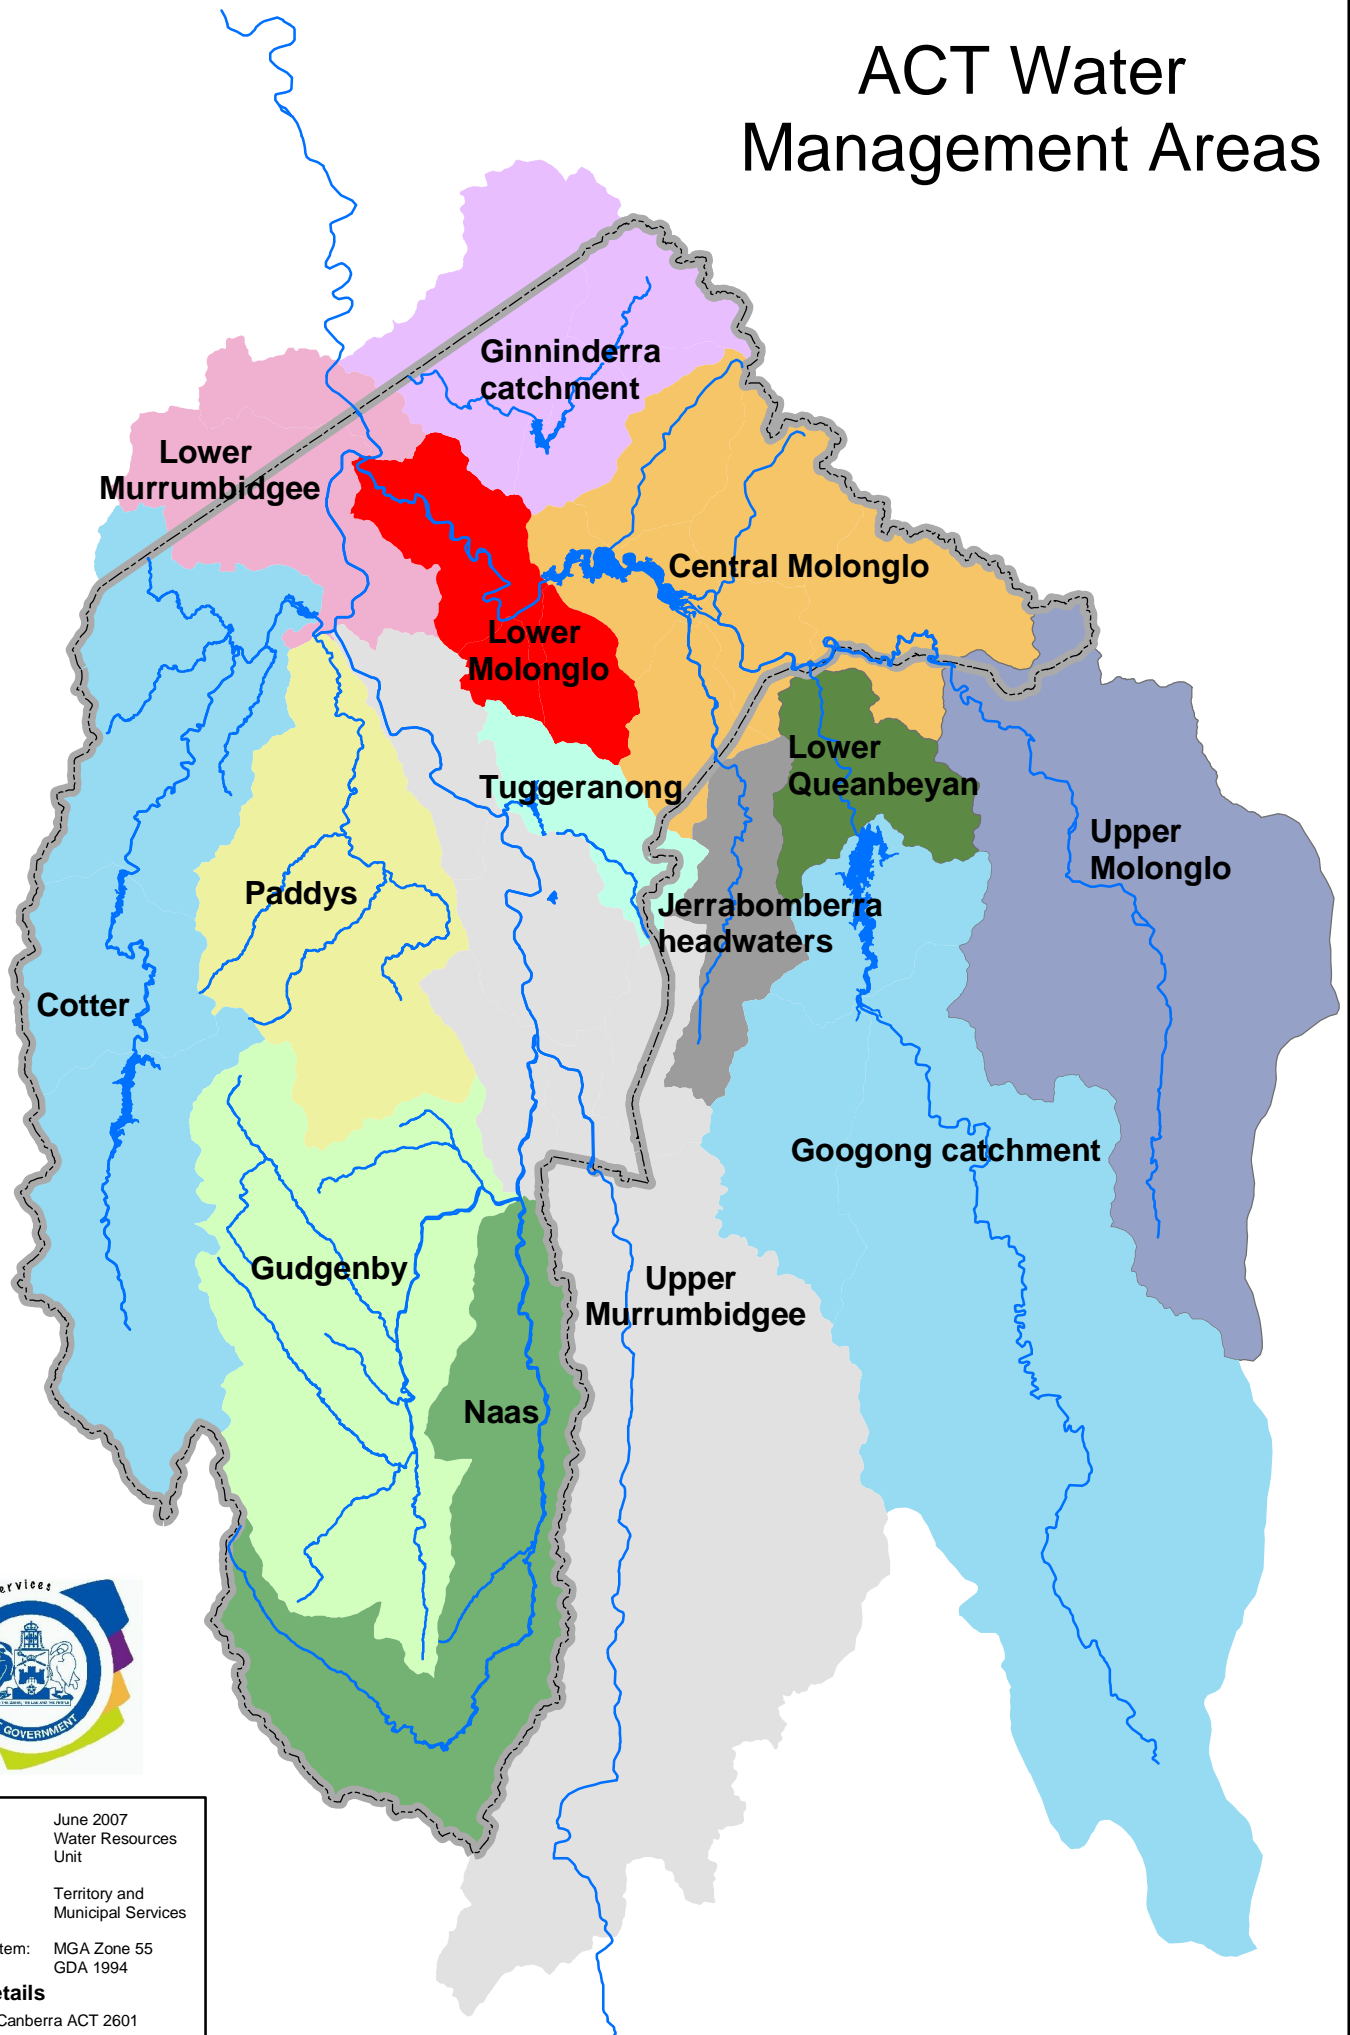 ACT Water
Management Areas
Ginninderra
catchment
Lower
Murrumbidgee
Central Molonglo
Lower
Molonglo
Lower
Queanbeyan
Tuggeranong
Upper
Molonglo
Paddys
Jerrabomberra
headwaters
Cotter
Googong catchment
Gudgenby
Upper
Murrumbidgee
Naas
GOVERNMENT
June 2007
Water Resources
Unit
Territory and
Municipal Services
tem: MGA Zone 55
GDA 1994
etails
Canberra ACT 2601